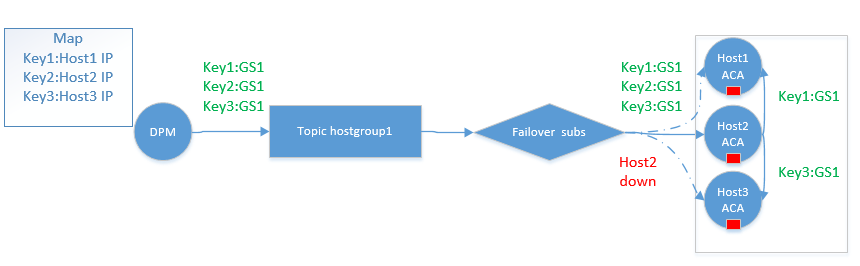 Map
Key1:Host1 IP
Key2:Host2 IP
Key3:Host3 IP
DPM
Key1:GS1
Key2:GS1
Key3:GS1
Topic hostgroup1
Failover subs
Key1:GS1
Key2:GS1
Key3:GS1
Host2
down
Host1
ACA
Host2
ACA
Host3
ACA
Key1:GS1
Key3:GS1